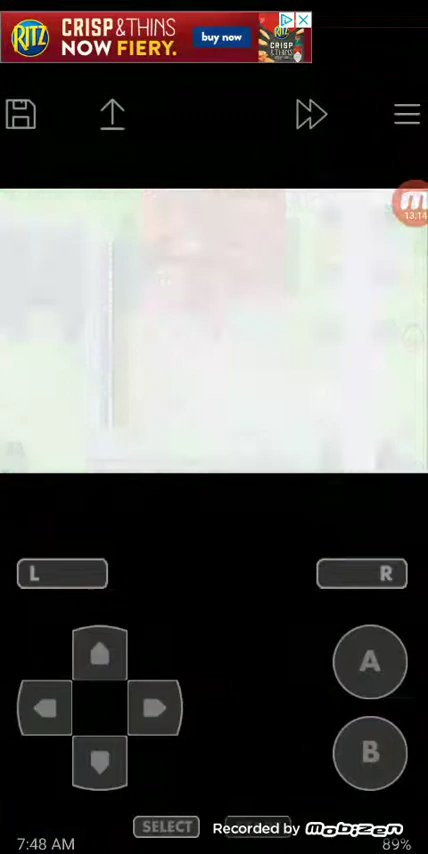 RITZ
CRISP & THINS
NOW FIERY.
buy now
RITZ
CRISP
&THINS
13:14
L
R
A
B
SELECT
Recorded by MOBIZEN
7:48 AM
89%